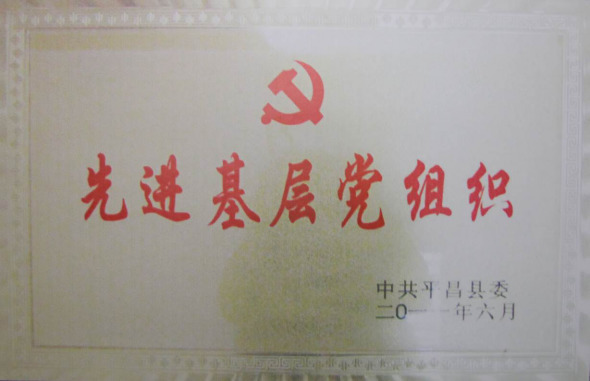 先进基层党组织
中共平昌县委
二0一一年六月